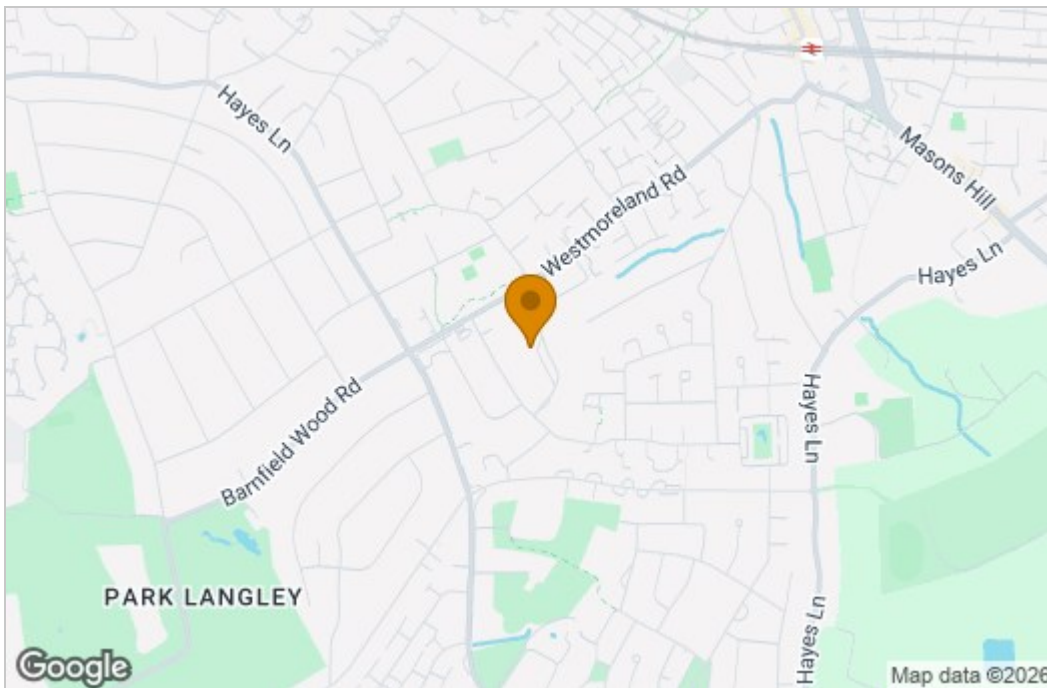 Hayes Ln
Masons Hill
Westmoreland Rd
Hayes Ln
Hayes Ln
Barnfield Wood Rd
PARK LANGLEY
Hayes Ln
Google
Map data ©2026